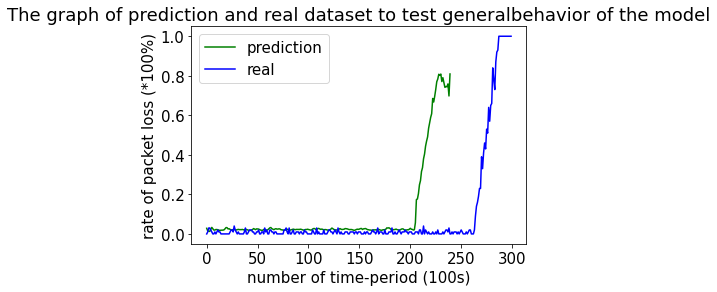 The graph of prediction and real dataset to test generalbehavior of the model
prediction
real
rate of packet loss (*100%)
1.0
0.8
0.6
0.4
0.2
0.0
0 50 100 150 200 250 300
number of time-period (100s)